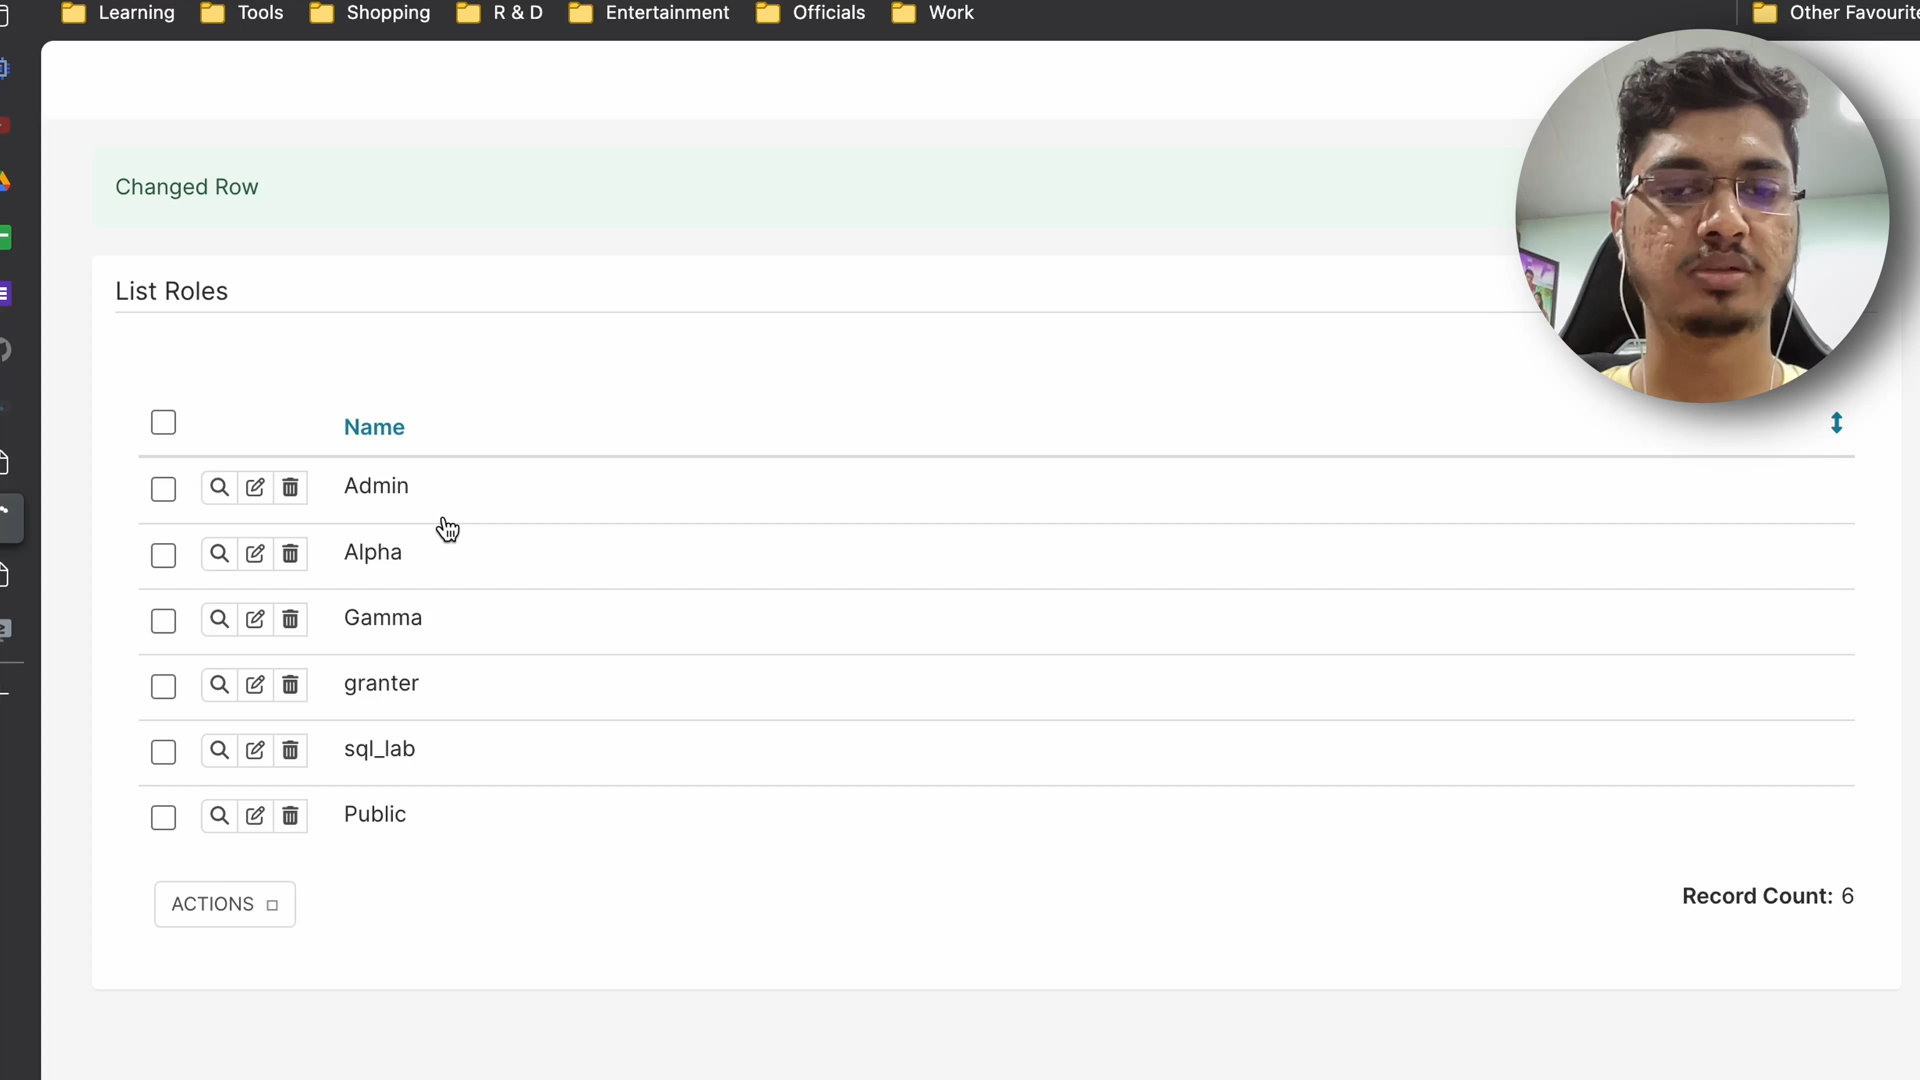 Learning Tools Shopping R & D Entertainment Officials Work Other Favourite
Changed Row
List Roles
Name
Admin
Alpha
Gamma
granter
sql_lab
Public
ACTIONS
Record Count: 6